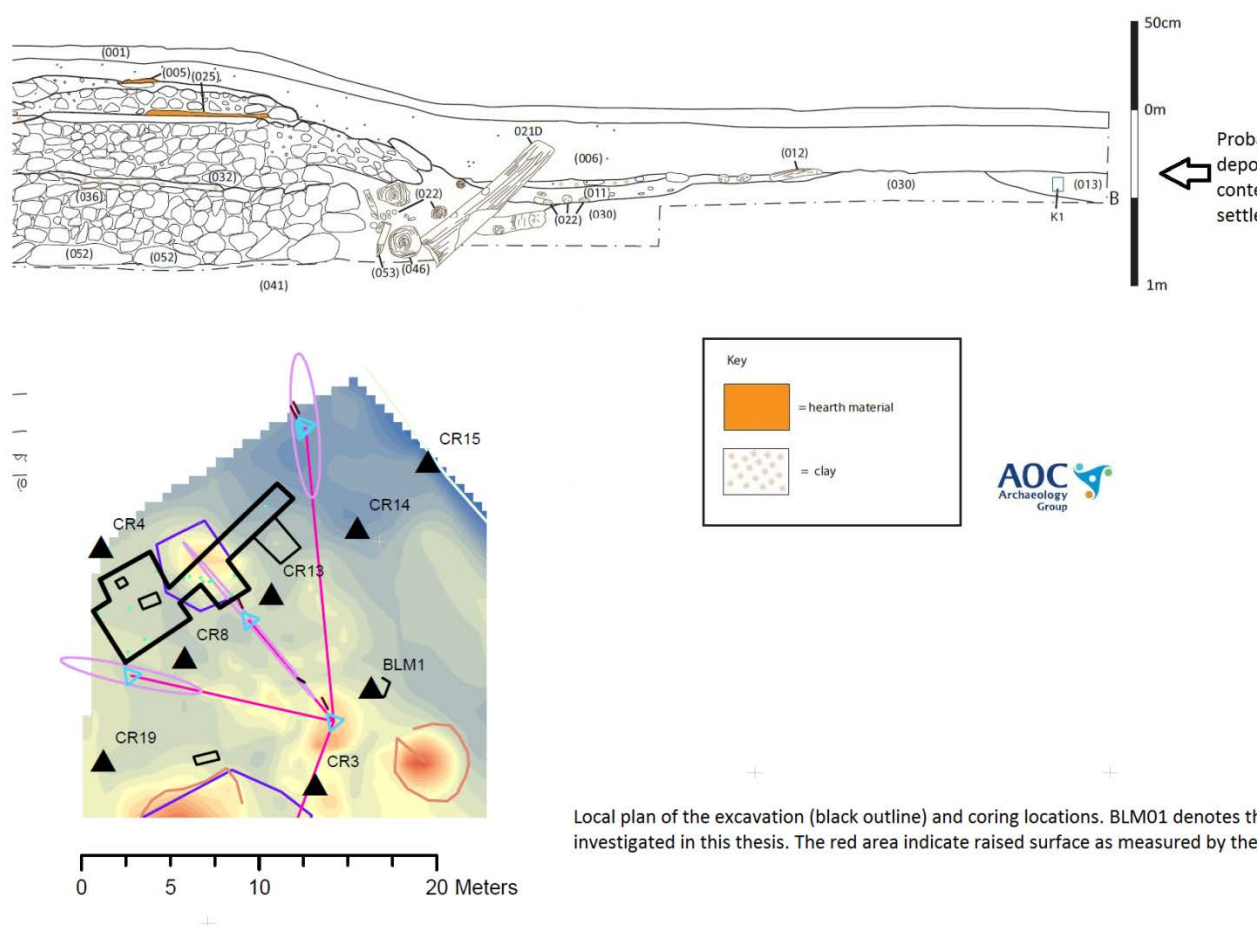 (001)
(005)
(025)
(032)
(036)
(052)
(052)
(041)
(022)
(053)
(046)
021D
(006)
(011)
(022)
(030)
(012)
(030)
(013)
K1
B
50cm
0m
1m
Proba
depo
conte
settle
Key
= hearth material
= clay
AOC
Archaeology
Group
CR15
CR14
CR4
CR13
CR8
BLM1
CR19
CR3
0 5 10 20 Meters
Local plan of the excavation (black outline) and coring locations. BLM01 denotes th
investigated in this thesis. The red area indicate raised surface as measured by the